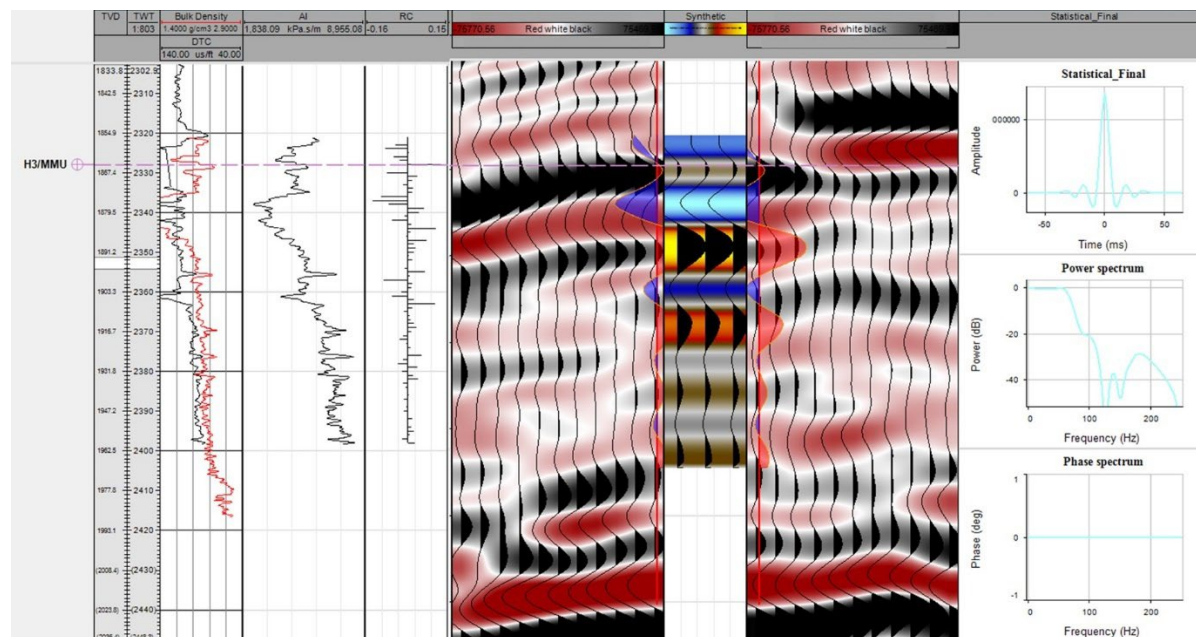 TVD TWT Bulk Density AI RC Synthetic Statistical_Final
1:803 1.4000 g/cm3 2.9000 1,838.09 kPa.s/m 8,955.08 -0.16 0.15 -75770.56 Red white black -75770.56 Red white black
DTC
140.00 us/ft 40.00
H3/MMU
1833.8
1842.5
1854.9
1867.4
1879.5
1891.2
1903.3
1931.8
1947.2
1962.5
1977.8
(2008.4)
(2023.8)
2302.9
2310
2320
2330
2340
2350
2360
2370
2380
2390
2400
2410
2420
(2430)
(2440)
Statistical_Final
Amplitude
000000
0
-50 0 50
Time (ms)
Power spectrum
Power (dB)
0
-20
-40
0 100 200
Frequency (Hz)
Phase spectrum
Phase (deg)
1
0
-1
0 100 200
Frequency (Hz)